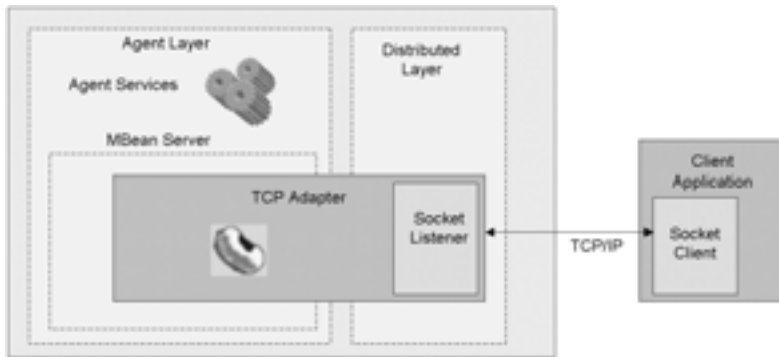 Agent Layer
Agent Services
MBean Server
Distributed
Layer
TCP Adapter
Socket
Listener
TCP/IP
Client
Application
Socket
Client